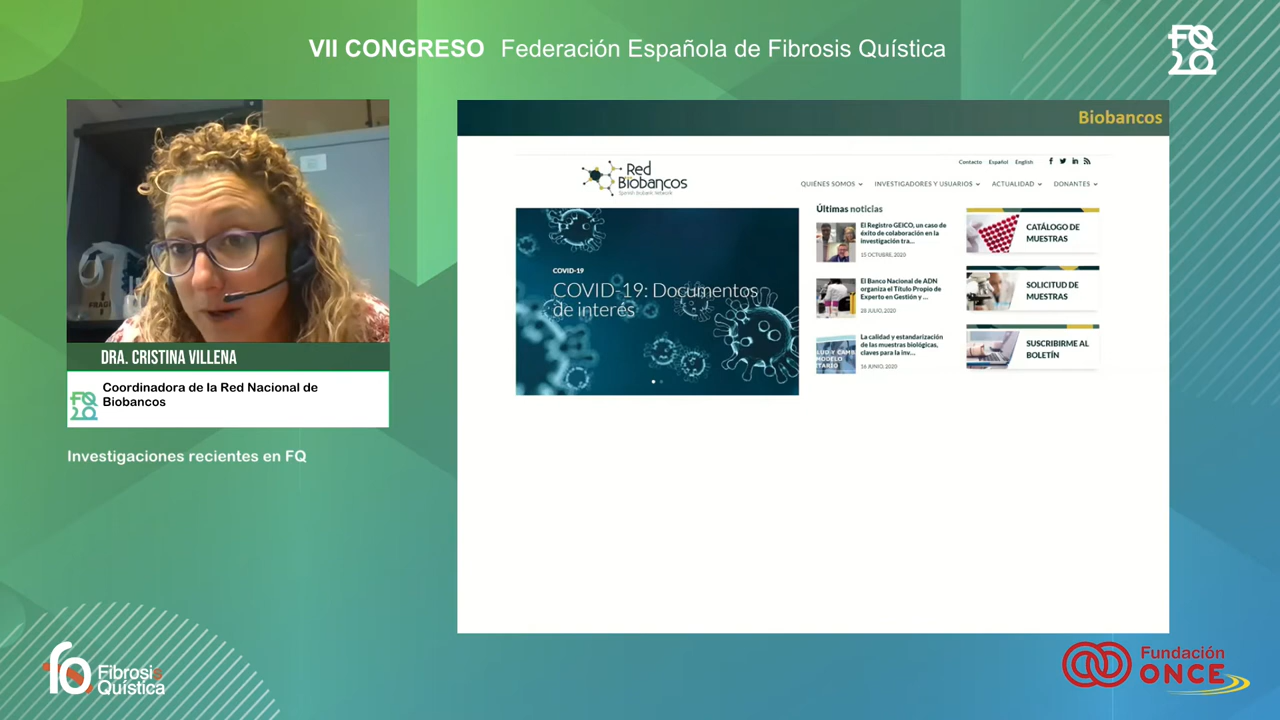 VII CONGRESO Federación Española de Fibrosis Quística
FQ
20
DRA. CRISTINA VILLENA
Coordinadora de la Red Nacional de
Biobancos
FQ
20
Investigaciones recientes en FQ
Biobancos
Red
Biobancos
Spanish Biobank Network
Contacto Español English
QUIÉNES SOMOS INVESTIGADORES Y USUARIOS ACTUALIDAD DONANTES
COVID-19
COVID-19: Documentos
de interés
Últimas noticias
El Registro GEICO, un caso de
éxito de colaboración en la
investigación tra...
15 OCTUBRE, 2020
El Banco Nacional de ADN
organiza el Título Propio de
Experto en Gestión y ...
28 JULIO, 2020
La calidad y estandarización
de las muestras biológicas,
claves para la inv...
16 JUNIO, 2020
CATÁLOGO DE
MUESTRAS
SOLICITUD DE
MUESTRAS
SUSCRIBIRME AL
BOLETÍN
fq Fibrosis
Quística
Fundación
ONCE